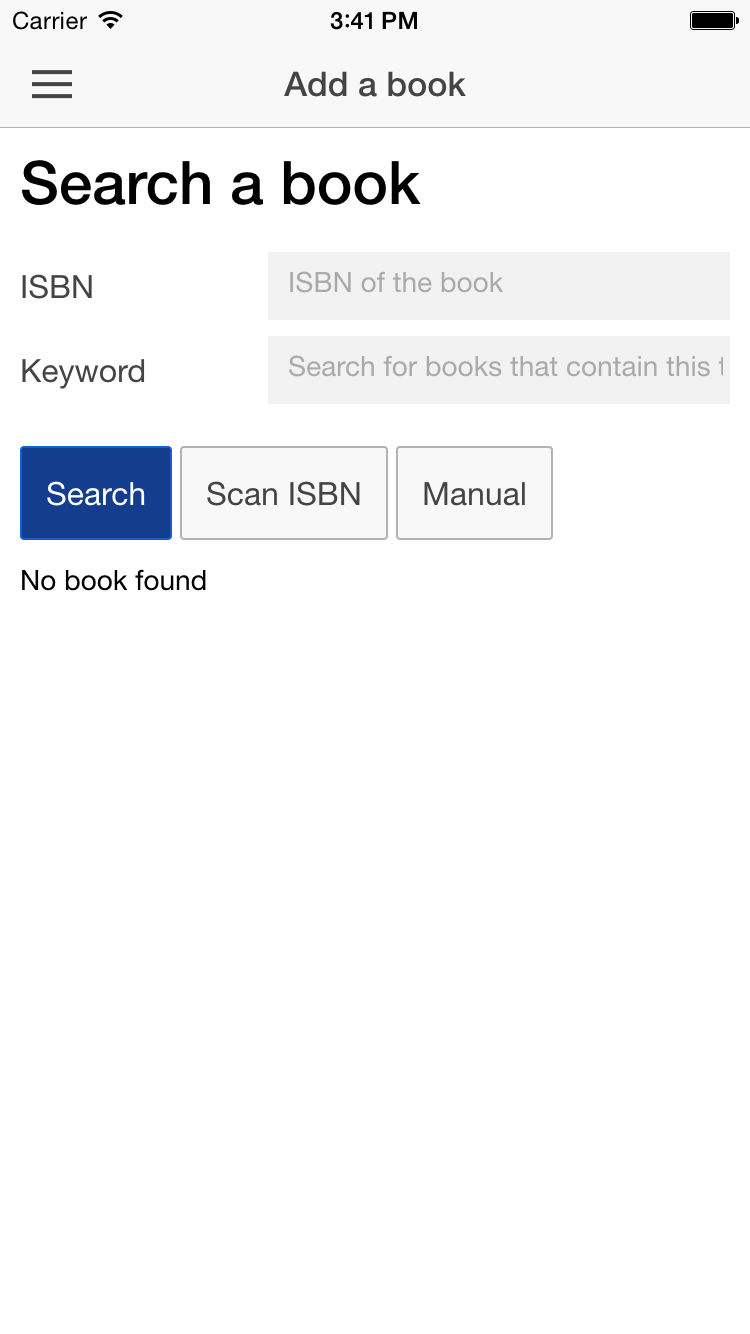 Carrier 3:41 PM
Add a book
Search a book
ISBN ISBN of the book
Keyword Search for books that contain this t
Search Scan ISBN Manual
No book found